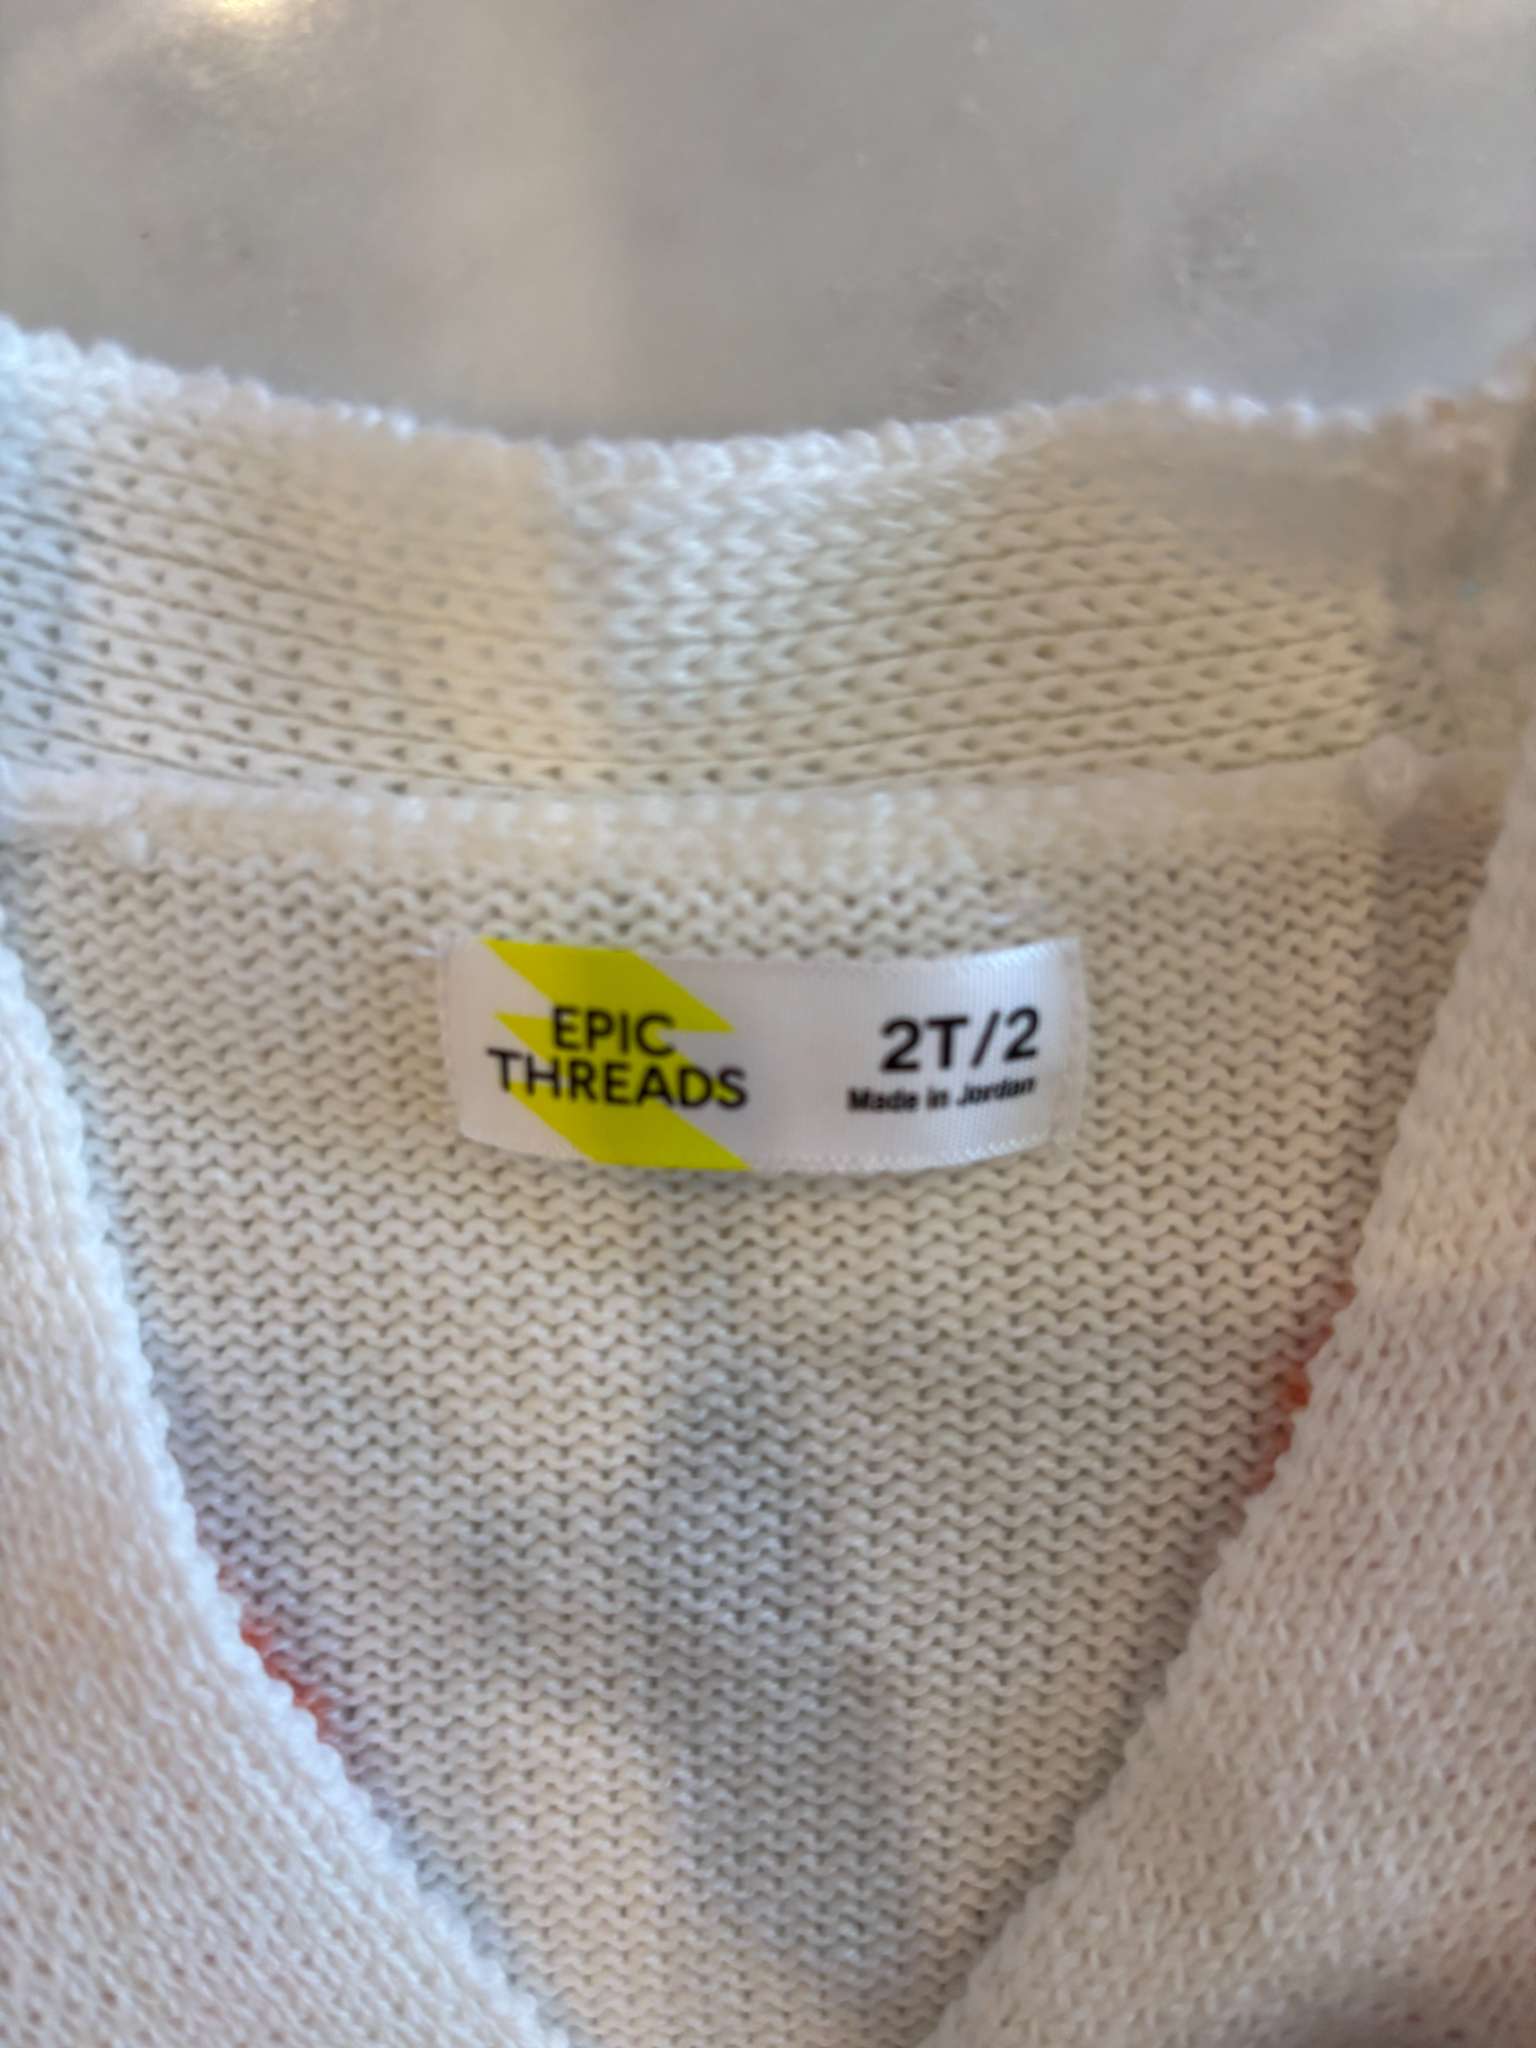 EPIC
THREADS
2T/2
Made in Jordan